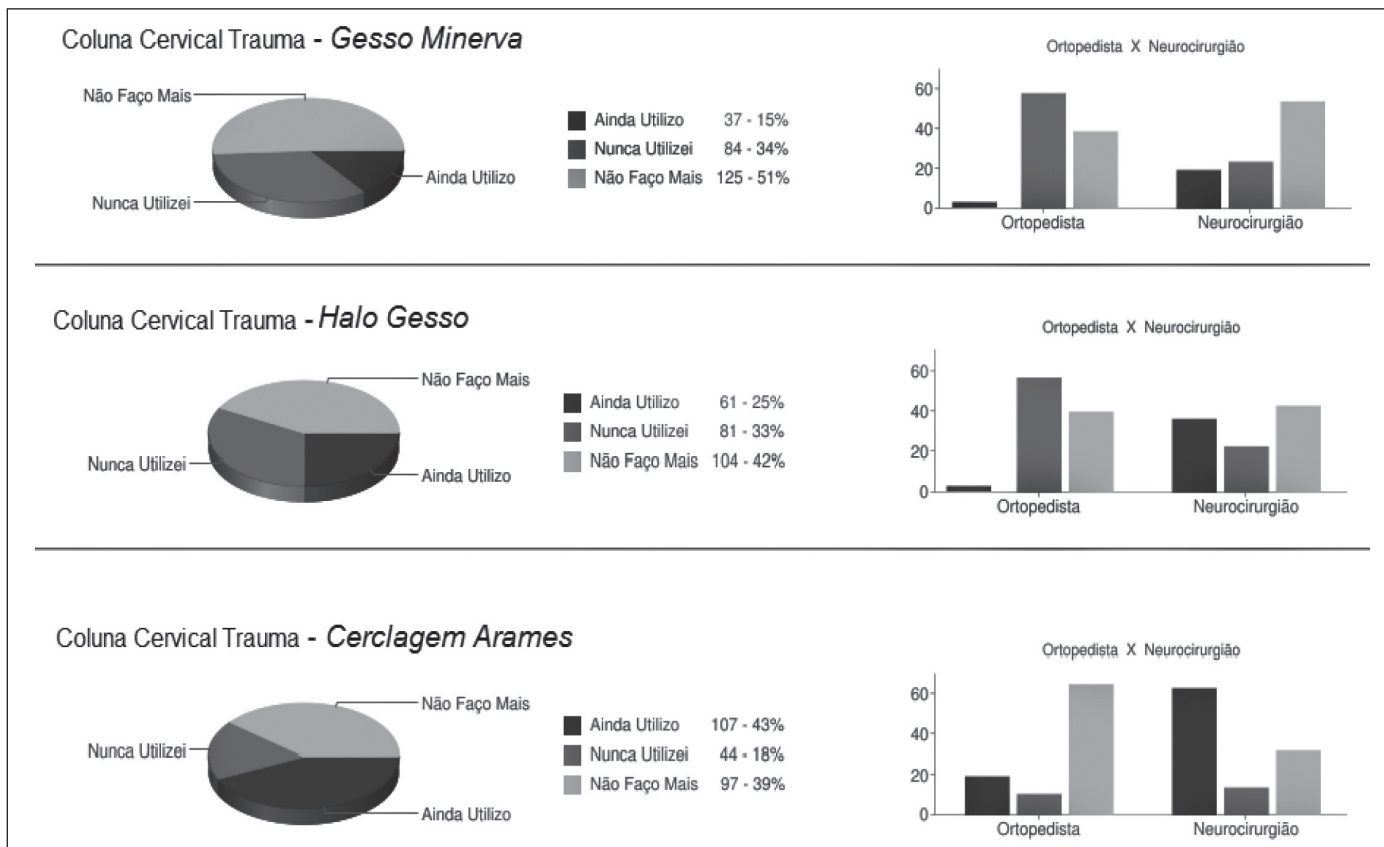 Coluna Cervical Trauma - Gesso Minerva
Não Faço Mais
Nunca Utilizei
Ainda Utilizo
Ainda Utilizo 37 - 15%
Nunca Utilizei 84 - 34%
Não Faço Mais 125 - 51%
Ortopedista X Neurocirurgião
60
40
20
0
Ortopedista Neurocirurgião
Coluna Cervical Trauma - Halo Gesso
Não Faço Mais
Nunca Utilizei
Ainda Utilizo
Ainda Utilizo 61 - 25%
Nunca Utilizei 81 - 33%
Não Faço Mais 104 - 42%
Ortopedista X Neurocirurgião
60
40
20
0
Ortopedista Neurocirurgião
Coluna Cervical Trauma - Cerclagem Arames
Não Faço Mais
Nunca Utilizei
Ainda Utilizo
Ainda Utilizo 107 - 43%
Nunca Utilizei 44 - 18%
Não Faço Mais 97 - 39%
Ortopedista X Neurocirurgião
60
40
20
0
Ortopedista Neurocirurgião